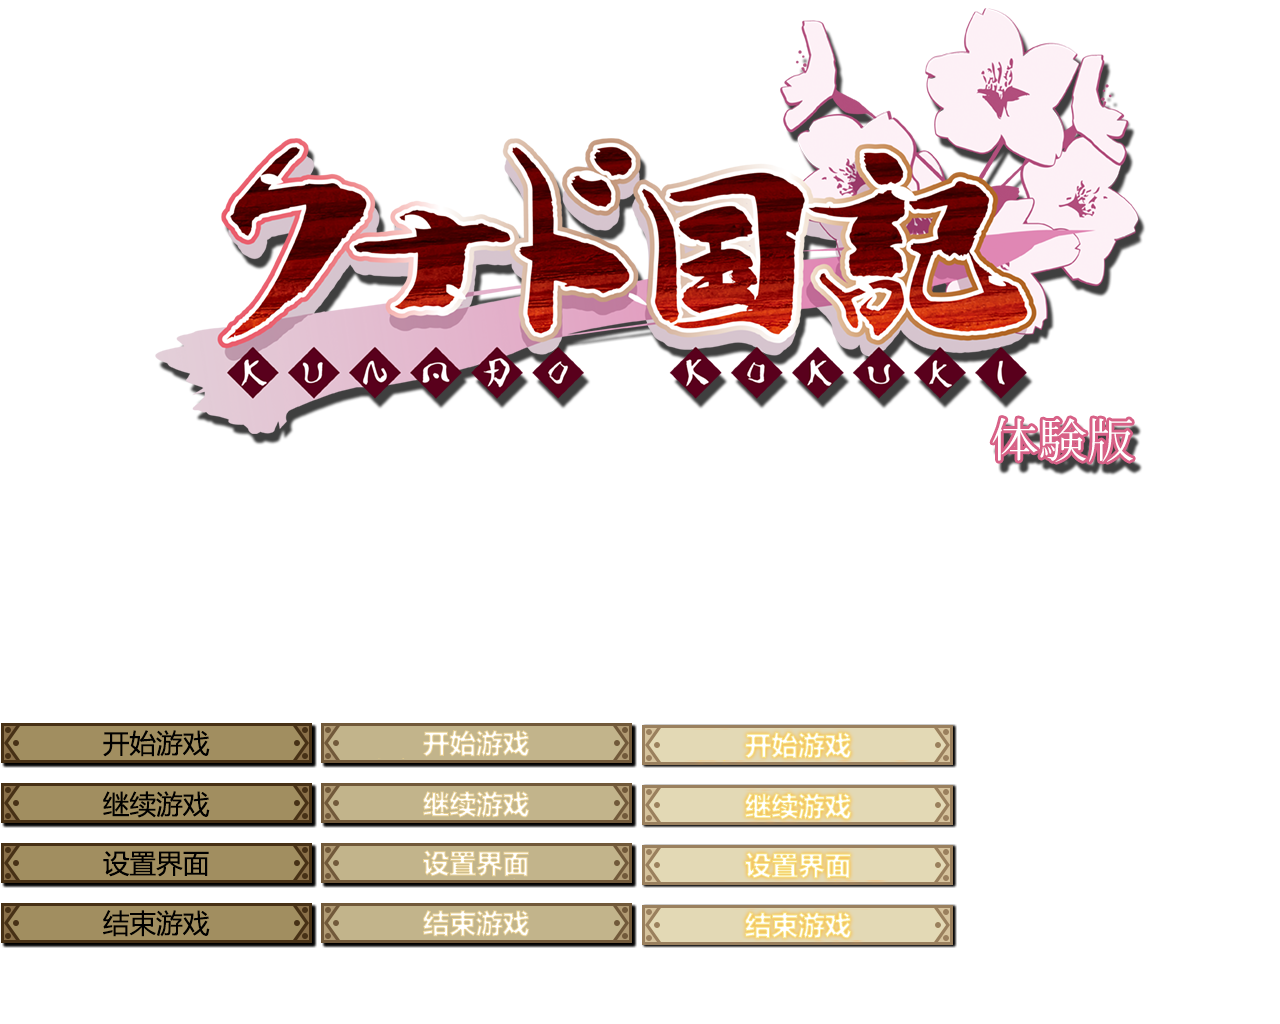 クナド国記
KUNADO KOKUKI
体験版
开始游戏 开始游戏 开始游戏
继续游戏 继续游戏 继续游戏
设置界面 设置界面 设置界面
结束游戏 结束游戏 结束游戏